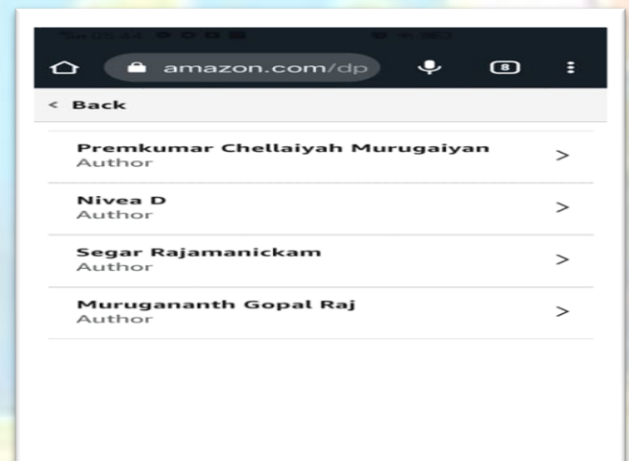 amazon.com/dp
8
< Back
Premkumar Chellaiyah Murugaiyan
Author
>
Nivea D
Author
>
Segar Rajamanickam
Author
>
Murugananth Gopal Raj
Author
>